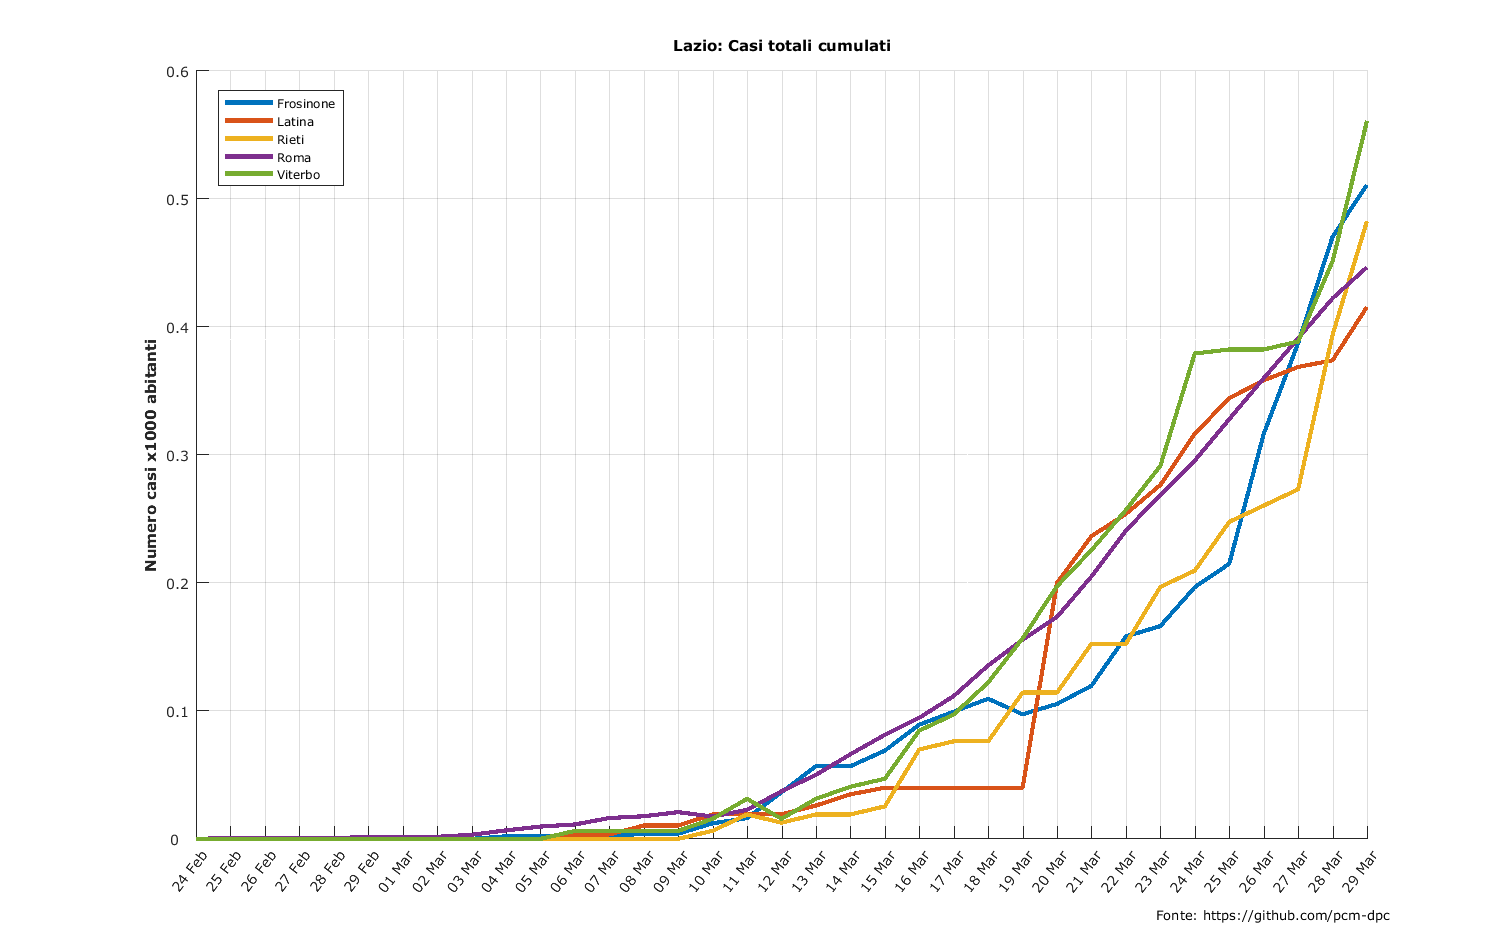 Lazio: Casi totali cumulati
Numero casi x1000 abitanti
0.6
0.5
0.4
0.3
0.2
0.1
0
Frosinone
Latina
Rieti
Roma
Viterbo
24 Feb
25 Feb
26 Feb
27 Feb
28 Feb
29 Feb
01 Mar
02 Mar
03 Mar
04 Mar
05 Mar
06 Mar
07 Mar
08 Mar
09 Mar
10 Mar
11 Mar
12 Mar
13 Mar
14 Mar
15 Mar
16 Mar
17 Mar
18 Mar
19 Mar
20 Mar
21 Mar
22 Mar
23 Mar
24 Mar
25 Mar
26 Mar
27 Mar
28 Mar
29 Mar
Fonte: https://github.com/pcm-dpc